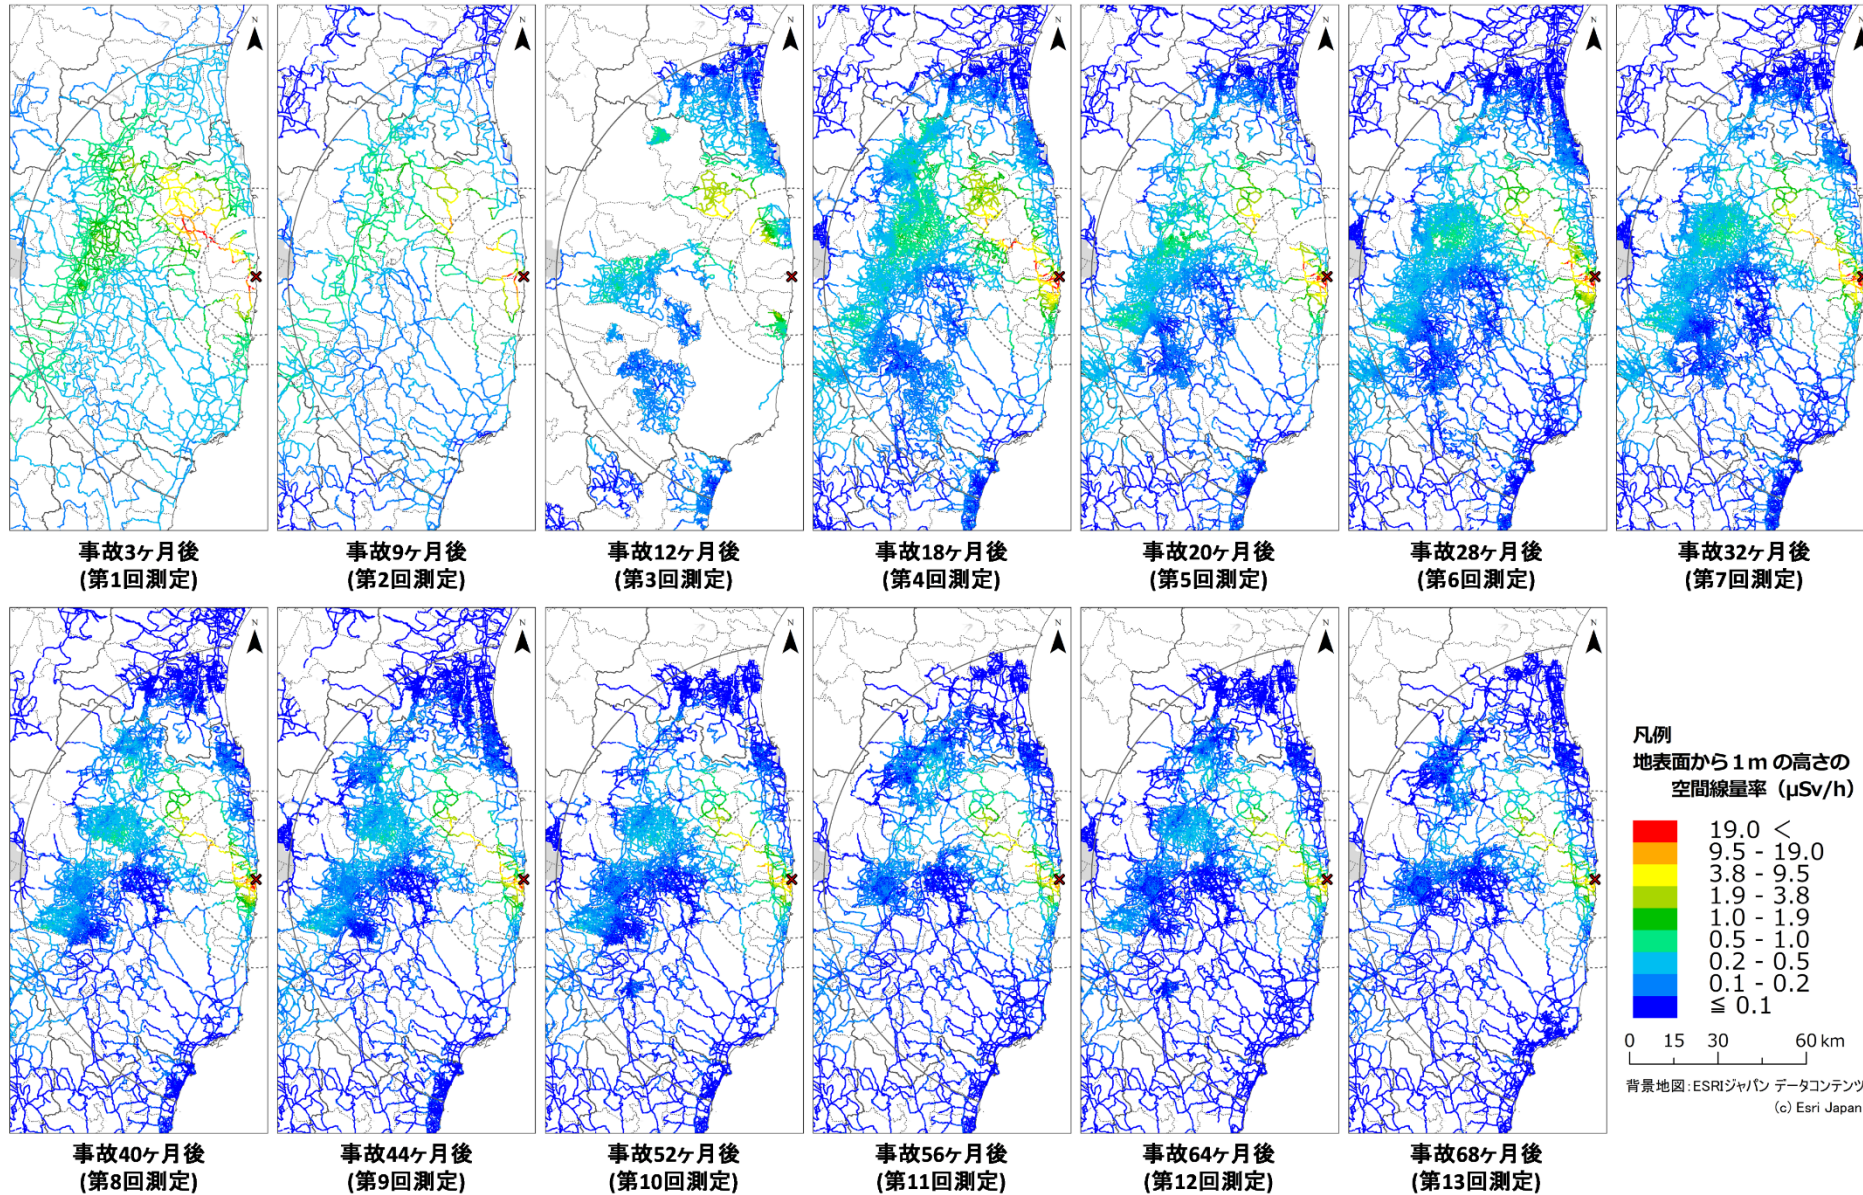 N
N
N
N
N
N
N
事故3ヶ月後
(第1回測定)
事故9ヶ月後
(第2回測定)
事故12ヶ月後
(第3回測定)
事故18ヶ月後
(第4回測定)
事故20ヶ月後
(第5回測定)
事故28ヶ月後
(第6回測定)
事故32ヶ月後
(第7回測定)
N
N
N
N
N
N
事故40ヶ月後
(第8回測定)
事故44ヶ月後
(第9回測定)
事故52ヶ月後
(第10回測定)
事故56ヶ月後
(第11回測定)
事故64ヶ月後
(第12回測定)
事故68ヶ月後
(第13回測定)
凡例
地表面から1mの高さの
空間線量率（μSv/h）
19.0 <
9.5 - 19.0
3.8 - 9.5
1.9 - 3.8
1.0 - 1.9
0.5 - 1.0
0.2 - 0.5
0.1 - 0.2
≦ 0.1
0 15 30 60 km
背景地図:ESRIジャパン データコンテンツ
(c) Esri Japan